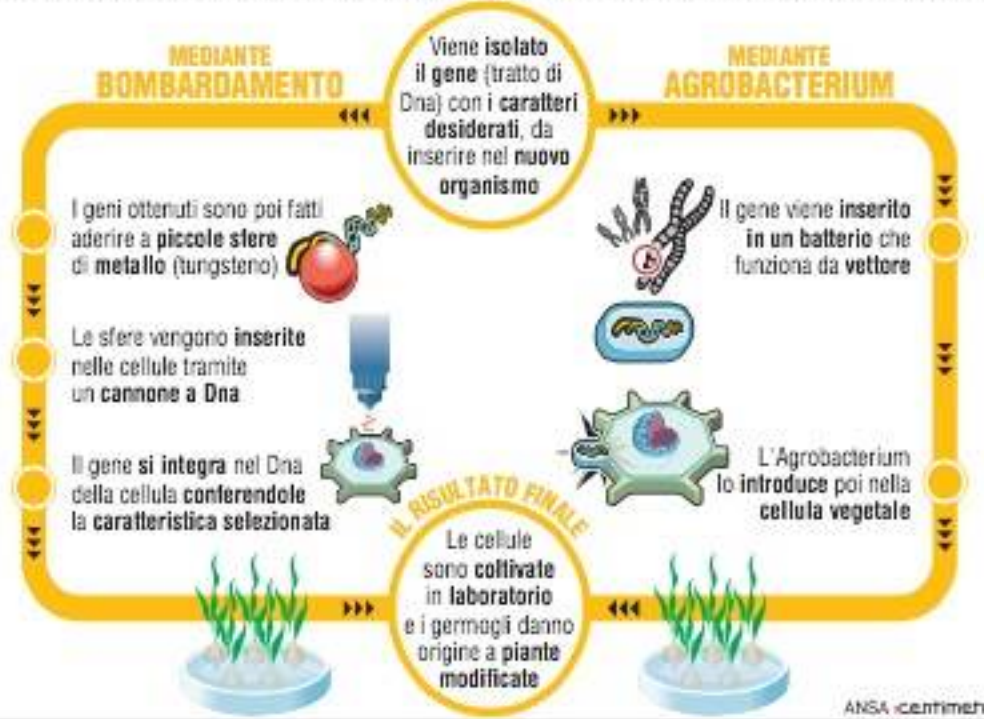 MEDIANTE
BOMBARDAMENTO
Viene isolato
il gene (tratto di
Dna) con i caratteri
desiderati, da
inserire nel nuovo
organismo
MEDIANTE
AGROBACTERIUM
I geni ottenuti sono poi fatti
aderire a piccole sfere
di metallo (tungsteno)
Le sfere vengono inserite
nelle cellule tramite
un cannone a Dna
Il gene si integra nel Dna
della cellula conferendole
la caratteristica selezionata
Il gene viene inserito
in un batterio che
funziona da vettore
L'Agrobacterium
lo introduce poi nella
cellula vegetale
IL RISULTATO FINALE
Le cellule
sono coltivate
in laboratorio
e i germogli danno
origine a piante
modificate
ANSA centimetri